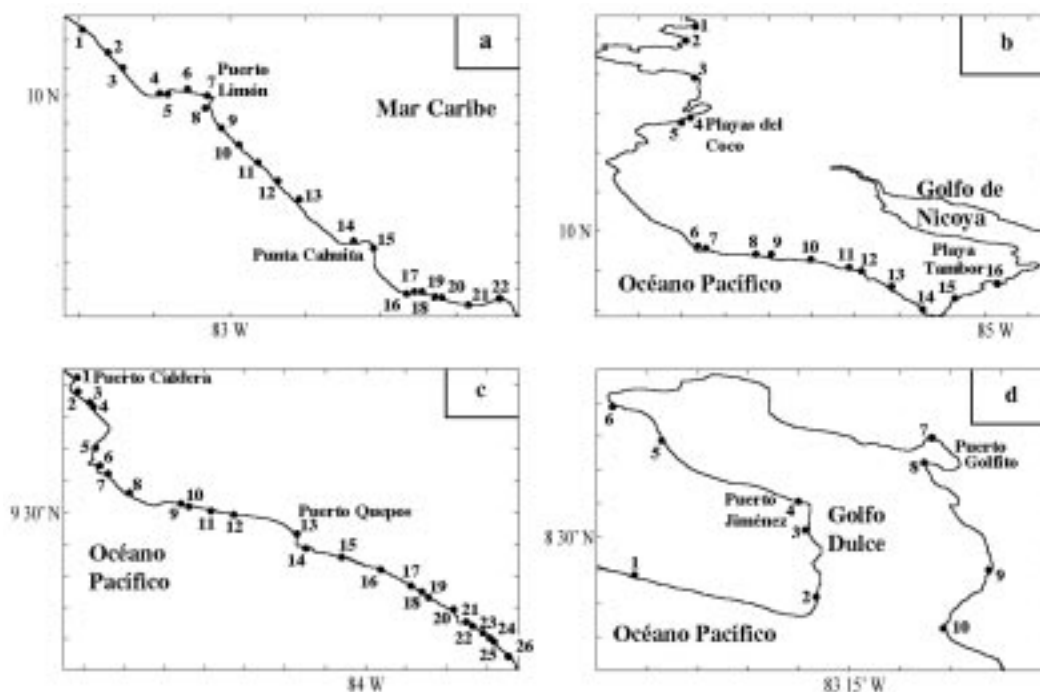 a
1
2
3
4
5
6
7
Puerto
Limón
8
9
10
11
12
13
14
15
16
17
18
19
20
21
22
Mar Caribe
Punta Cahuita
10 N
83 W
b
1
2
3
4
5
Playas del
Coco
6
7
8
9
10
11
12
13
14
15
16
Golfo de
Nicoya
Playa
Tambor
Océano Pacífico
10 N
85 W
c
1
Puerto Caldera
2
3
4
5
6
7
8
9
10
11
12
Puerto Quepos
13
14
15
16
17
18
19
20
21
22
23
24
25
26
Océano
Pacífico
9 30' N
84 W
d
6
5
7
Puerto
Golfito
8
Puerto
Jiménez
4
3
Golfo
Dulce
1
2
9
10
Océano Pacífico
8 30' N
83 15' W